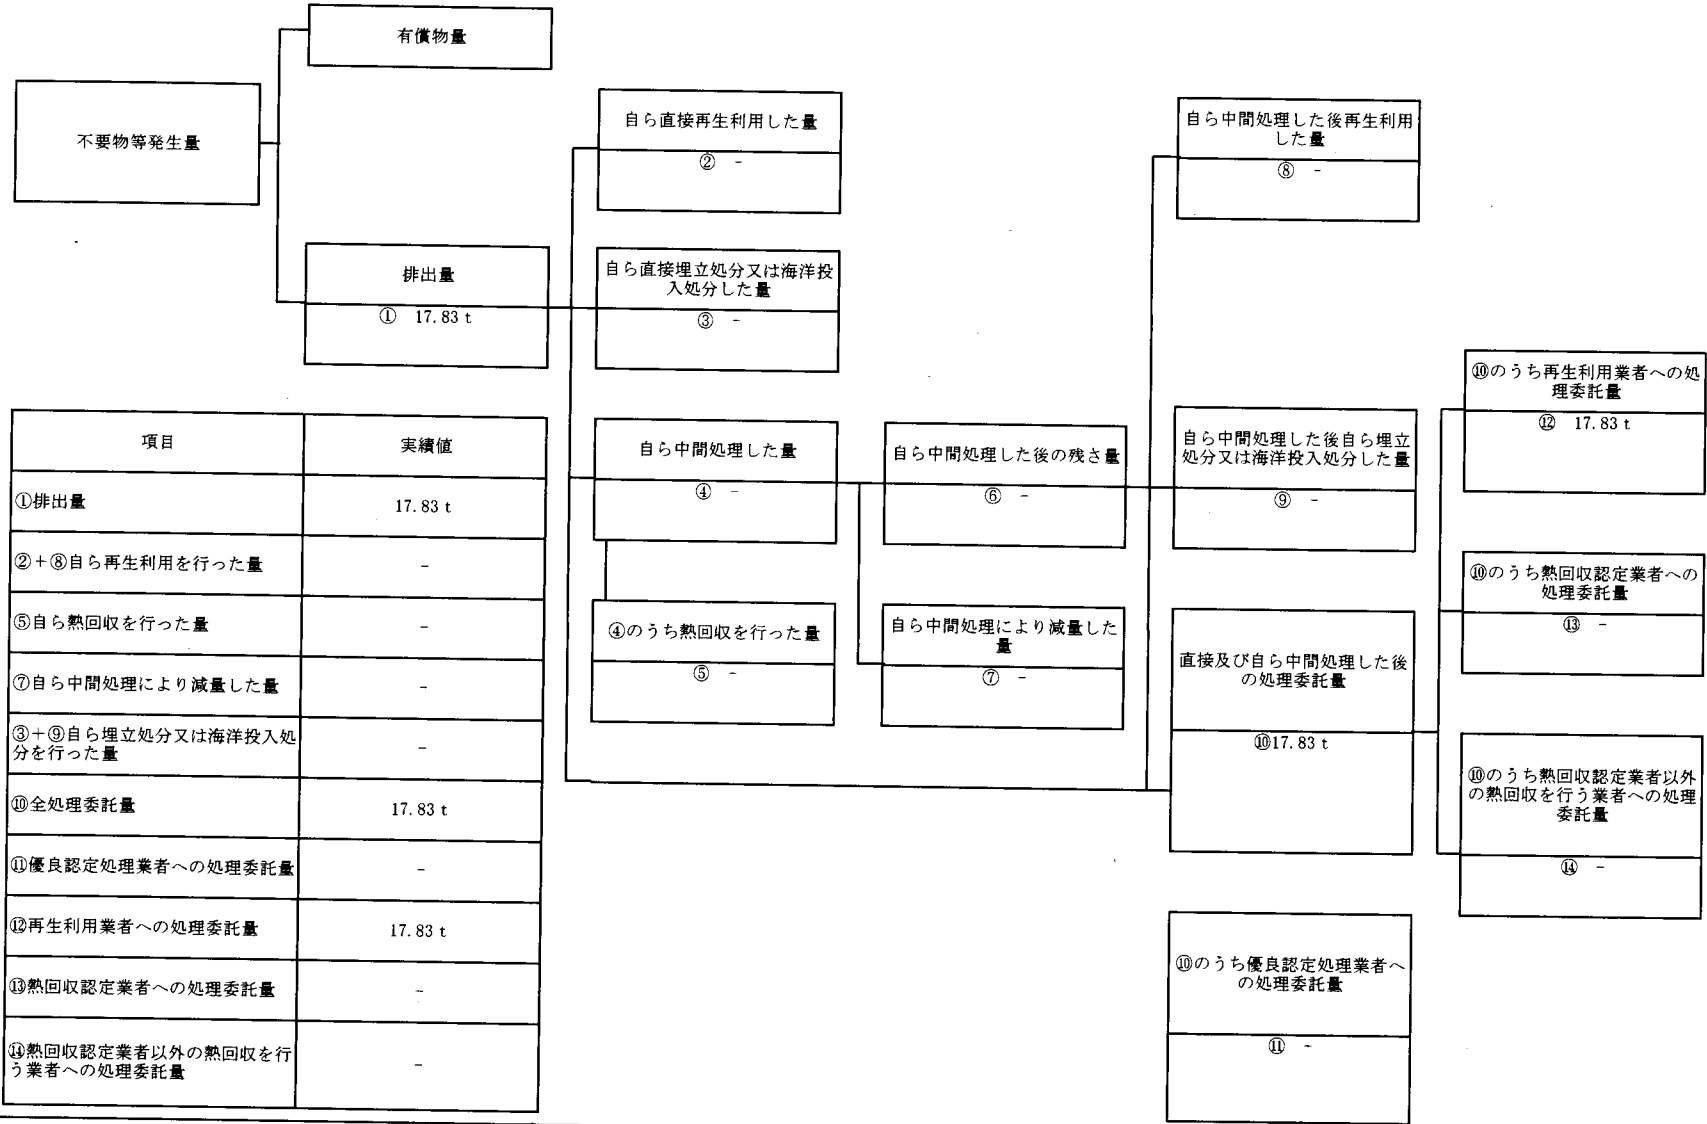 有償物量
不要物等発生量
排出量
① 17.83 t
自ら直接再生利用した量
② -
自ら直接埋立処分又は海洋投
入処分した量
③ -
自ら中間処理した量
④ -
④のうち熱回収を行った量
⑤ -
自ら中間処理した後の残さ量
⑥ -
自ら中間処理により減量した
量
⑦ -
自ら中間処理した後再生利用
した量
⑧ -
自ら中間処理した後自ら埋立
処分又は海洋投入処分した量
⑨ -
直接及び自ら中間処理した後
の処理委託量
⑩17.83 t
⑩のうち優良認定処理業者へ
の処理委託量
⑪ -
⑩のうち再生利用業者への処
理委託量
⑫ 17.83 t
⑩のうち熱回収認定業者への
処理委託量
⑬ -
⑩のうち熱回収認定業者以外
の熱回収を行う業者への処理
委託量
⑭ -
項目 実績値
①排出量 17.83 t
②+⑧自ら再生利用を行った量 -
⑤自ら熱回収を行った量 -
⑦自ら中間処理により減量した量 -
③+⑨自ら埋立処分又は海洋投入処
分を行った量 -
⑩全処理委託量 17.83 t
⑪優良認定処理業者への処理委託量 -
⑫再生利用業者への処理委託量 17.83 t
⑬熱回収認定業者への処理委託量 -
⑭熱回収認定業者以外の熱回収を行
う業者への処理委託量 -